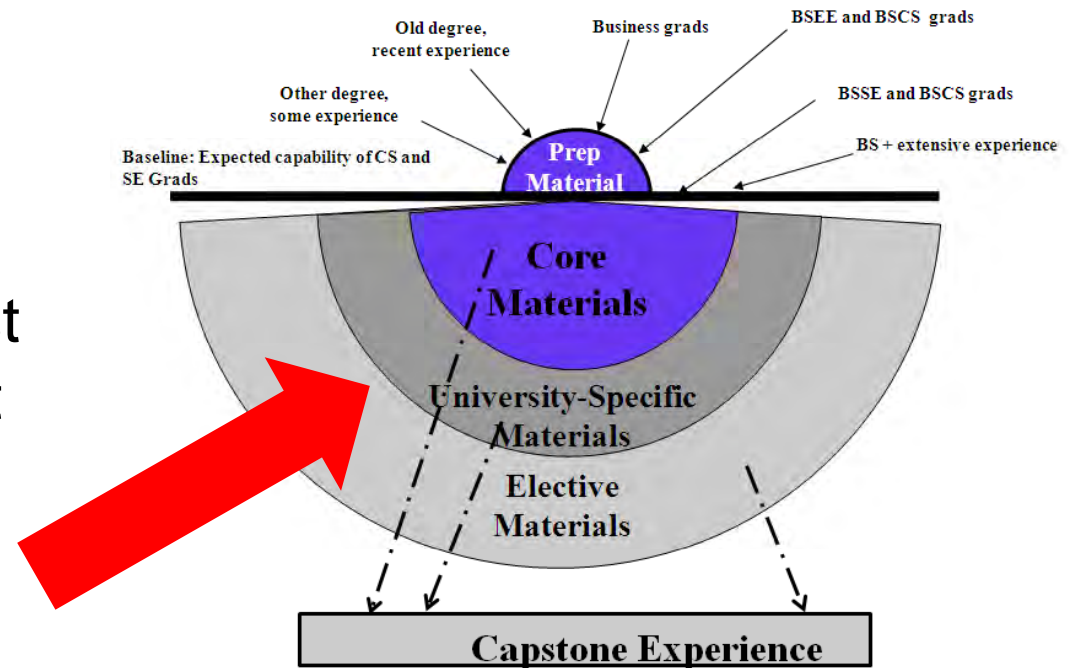 Old degree,
recent experience
Business grads
BSEE and BSCS grads
Other degree,
some experience
BSSE and BSCS grads
Baseline: Expected capability of CS and
SE Grads
BS + extensive experience
Prep
Material
Core
Materials
University-Specific
Materials
Elective
Materials
Capstone Experience